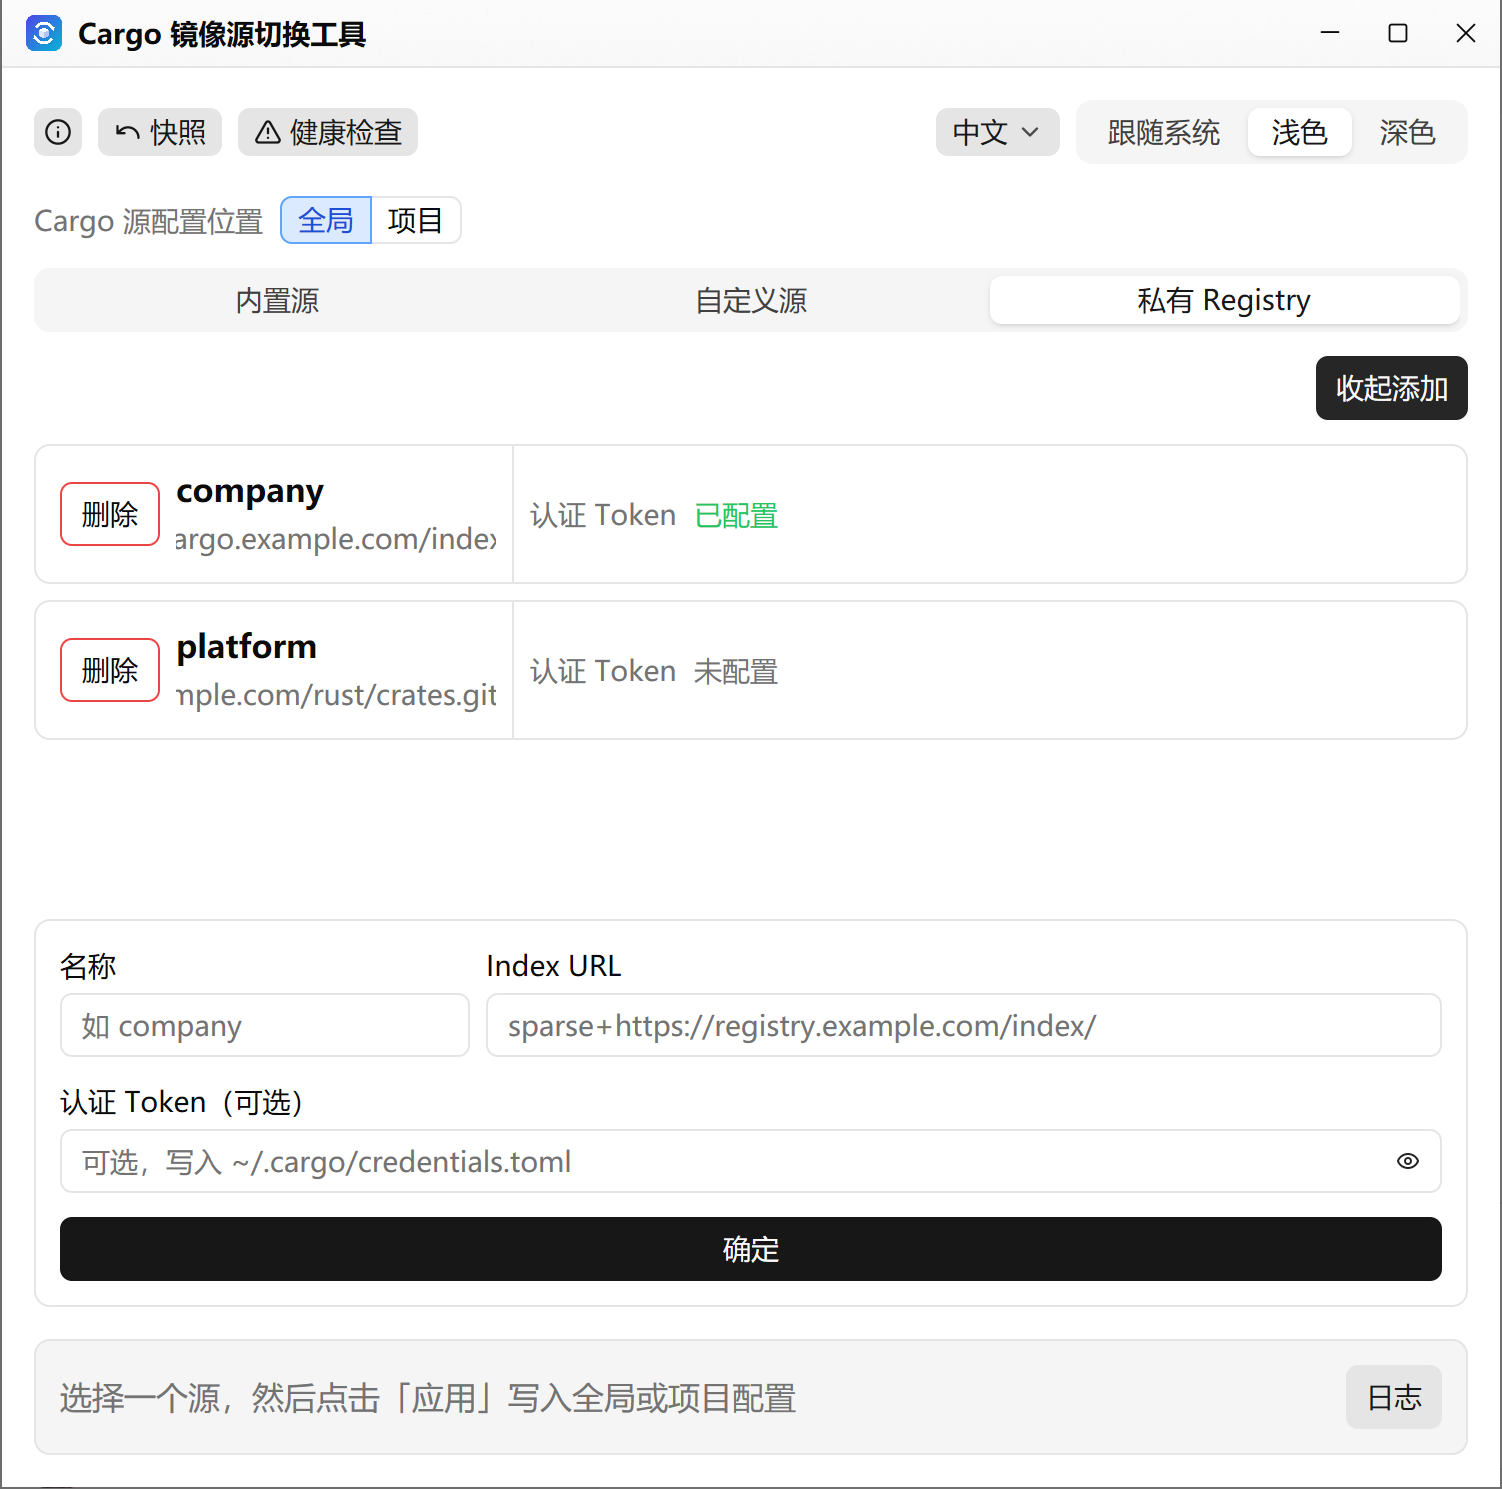 Cargo 镜像源切换工具
快照
健康检查
中文
跟随系统
浅色
深色
Cargo 源配置位置
全局
项目
内置源
自定义源
私有 Registry
收起添加
删除
company
argo.example.com/index
认证 Token 已配置
删除
platform
mple.com/rust/crates.git
认证 Token 未配置
名称
Index URL
如 company
sparse+https://registry.example.com/index/
认证 Token（可选）
可选，写入 ~/.cargo/credentials.toml
确定
选择一个源，然后点击「应用」写入全局或项目配置
日志